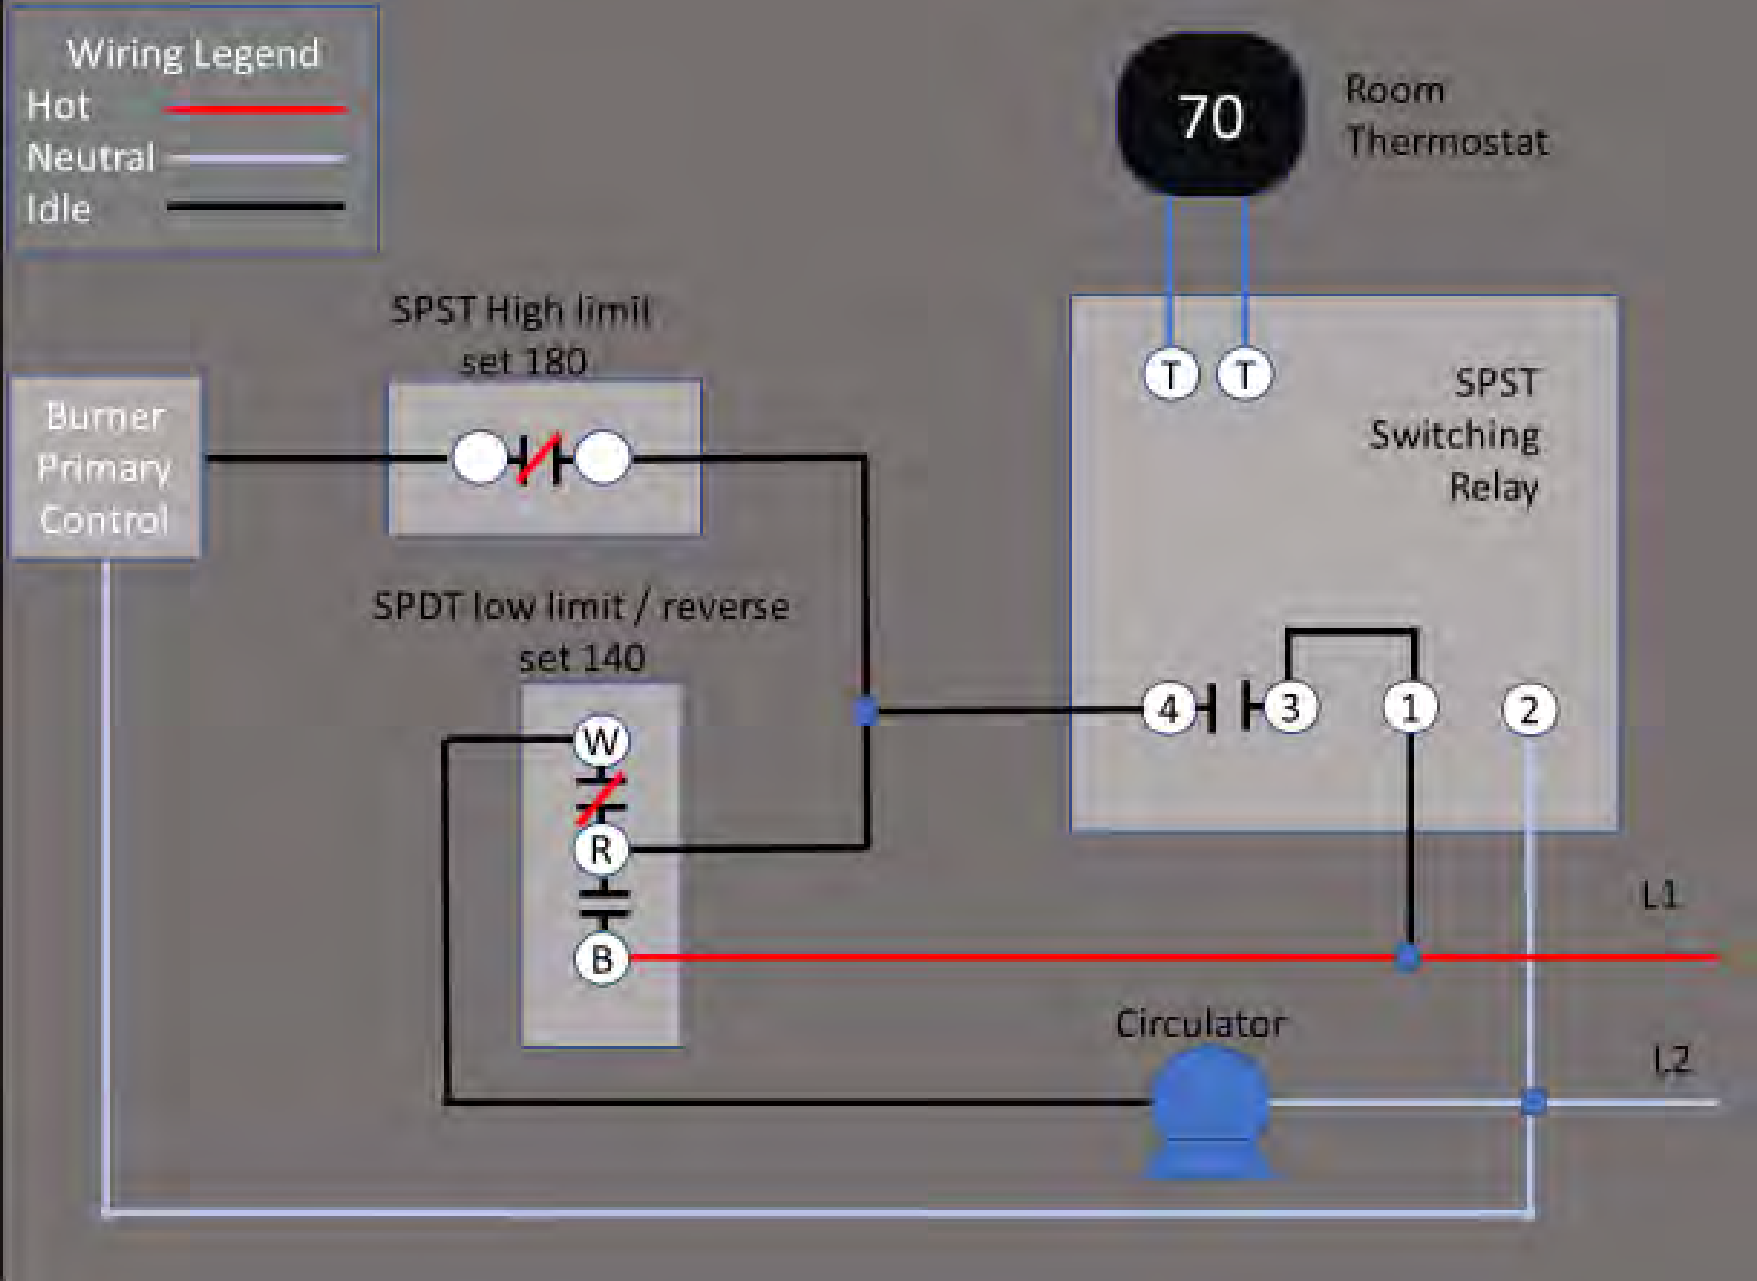 Wiring Legend
Hot
Neutral
Idle
70
Room
Thermostat
SPST High limit
set 180
Burner
Primary
Control
T T
SPST
Switching
Relay
SPDT low limit / reverse
set 140
W
R
B
4 3 1 2
L1
Circulator
L2